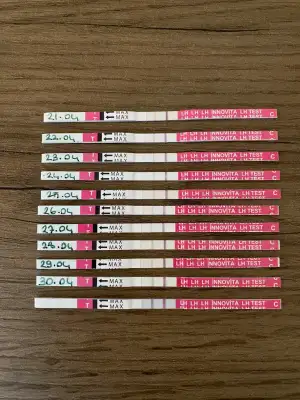 21.04 T MAX MAX LH LH LH INNOVITA LH TEST C
22.04 T MAX MAX LH LH LH INNOVITA LH TEST C
23.04 T MAX MAX LH LH LH INNOVITA LH TEST C
24.04 T MAX MAX LH LH LH INNOVITA LH TEST C
25.04 T MAX MAX LH LH LH INNOVITA LH TEST C
26.04 T MAX MAX LH LH LH INNOVITA LH TEST C
27.04 T MAX MAX LH LH LH INNOVITA LH TEST C
28.04 T MAX MAX LH LH LH INNOVITA LH TEST C
29.04 T MAX MAX LH LH LH INNOVITA LH TEST C
30.04 T MAX MAX LH LH LH INNOVITA LH TEST C
T MAX MAX LH LH LH INNOVITA LH TEST C